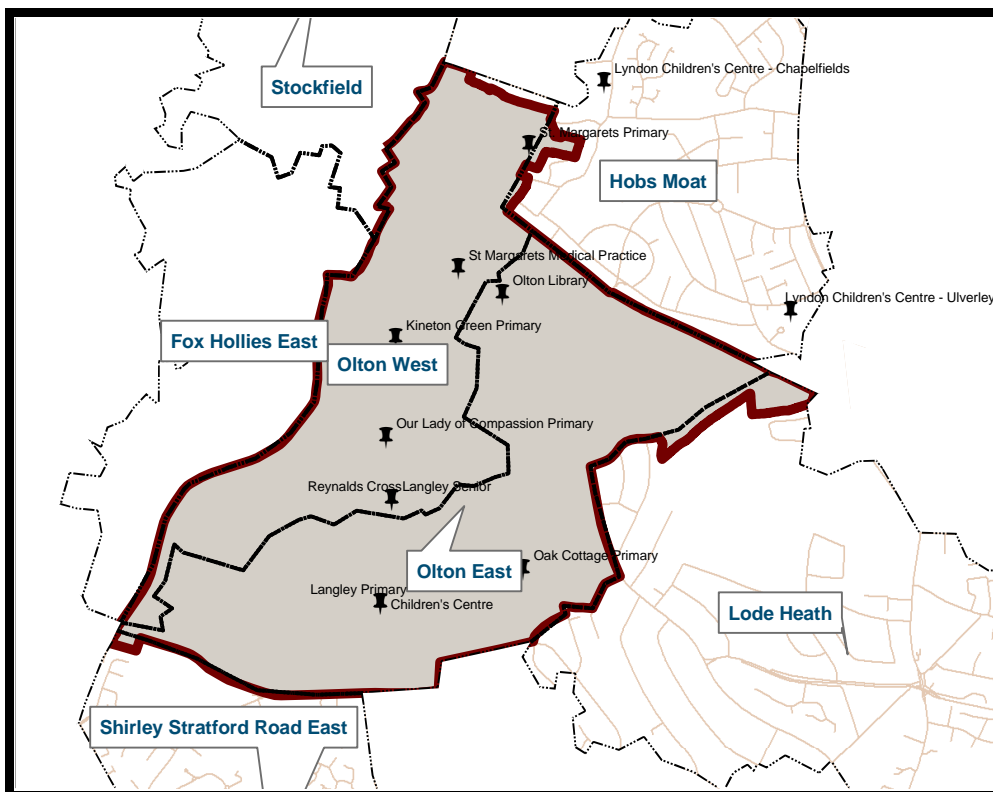 Lyndon Children's Centre - Chapelfields
Stockfield
St Margarets Primary
Hobs Moat
St Margarets Medical Practice
Olton Library
Lyndon Children's Centre - Ulverley
Kineton Green Primary
Fox Hollies East
Olton West
Our Lady of Compassion Primary
Reynalds Cross
Langley Senior
Oak Cottage Primary
Olton East
Langley Primary
Children's Centre
Lode Heath
Shirley Stratford Road East